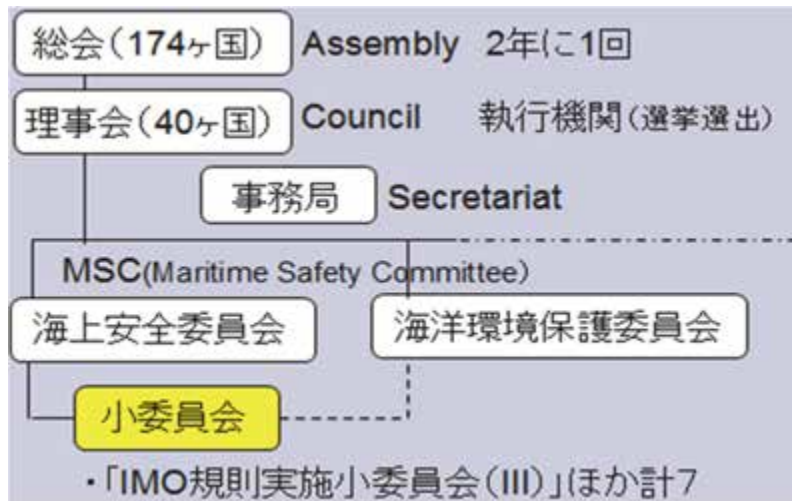 総会(174ヶ国) Assembly 2年に1回
理事会(40ヶ国) Council 執行機関(選挙選出)
事務局 Secretariat
MSC(Maritime Safety Committee)
海上安全委員会 海洋環境保護委員会
小委員会
・「IMO規則実施小委員会(III)」ほか計7